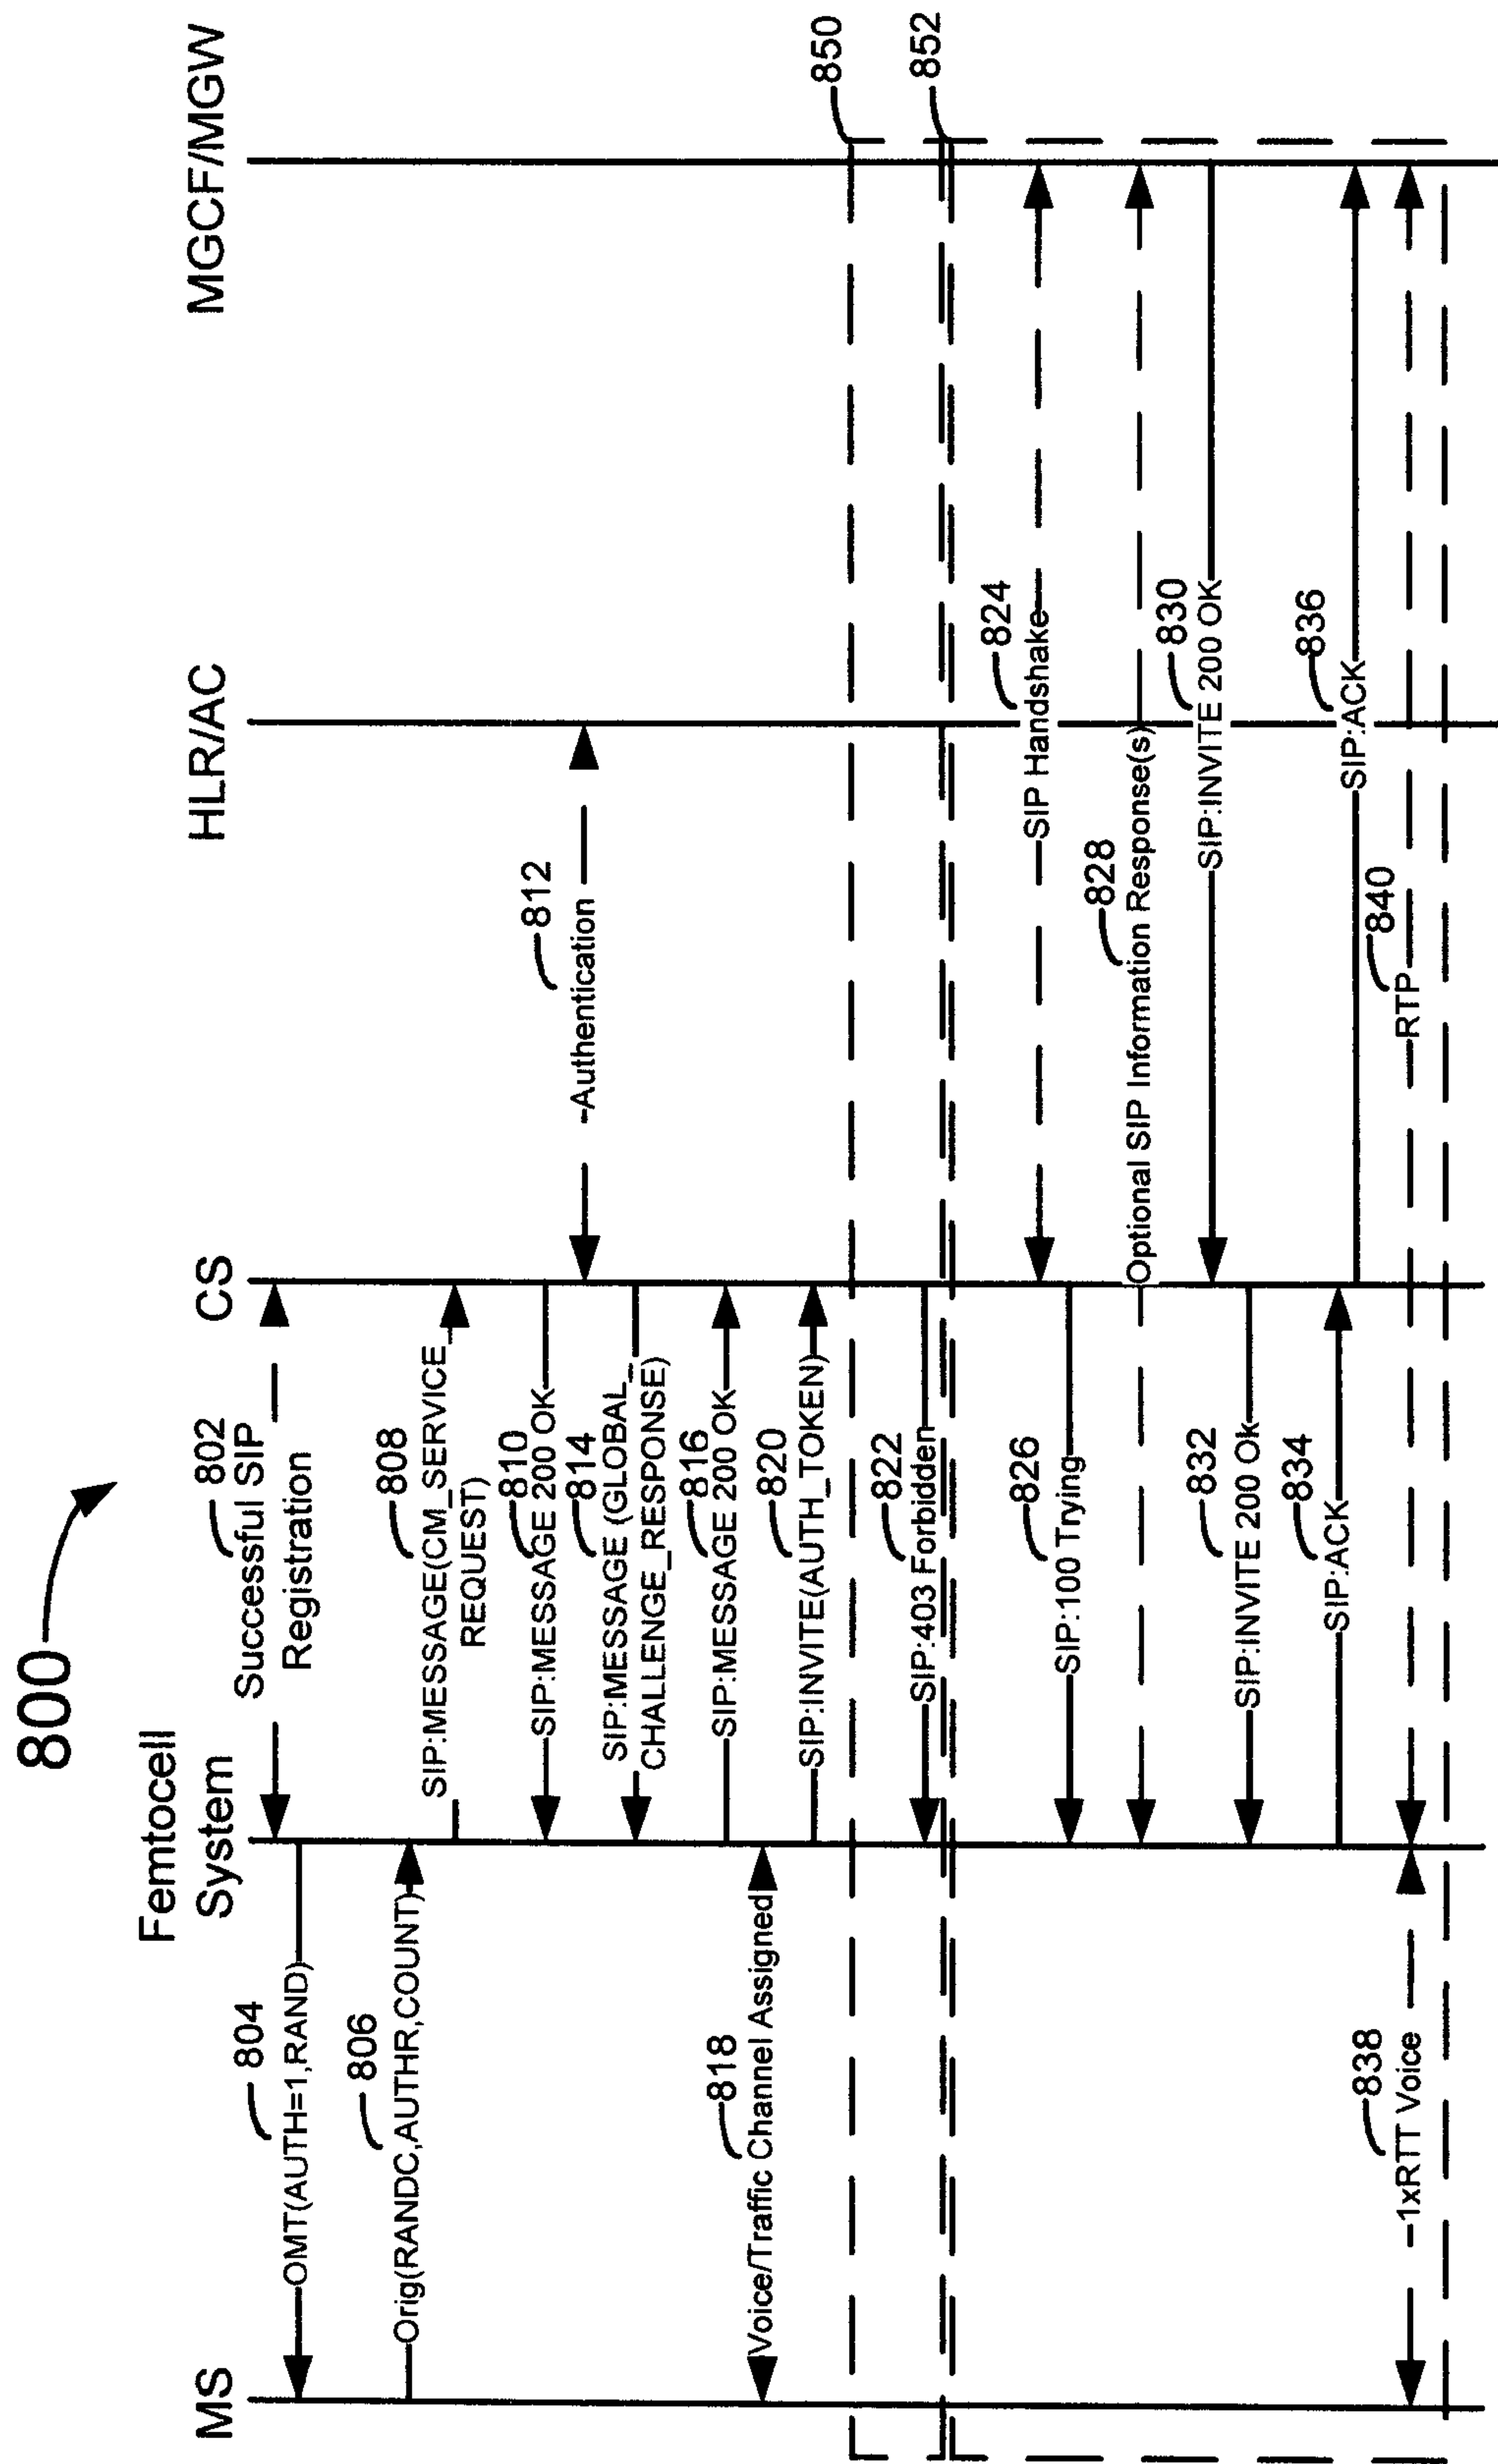 800
MS
Femtocell
System
CS
HLR/AC
MGCF/MGW
802
Successful SIP
Registration
804
OMT(AUTH=1,RAND)
806
Orig(RANDC,AUTHR,COUNT)
808
SIP:MESSAGE(CM_SERVICE_
REQUEST)
810
SIP:MESSAGE 200 OK
812
Authentication
814
SIP:MESSAGE (GLOBAL_
CHALLENGE_RESPONSE)
816
SIP:MESSAGE 200 OK
818
Voice/Traffic Channel Assigned
820
SIP:INVITE(AUTH_TOKEN)
850
822
SIP:403 Forbidden
852
824
SIP Handshake
826
SIP:100 Trying
828
Optional SIP Information Response(s)
830
SIP:INVITE 200 OK
832
SIP:INVITE 200 Ok
834
SIP:ACK
836
SIP:ACK
838
1xRTT Voice
840
RTP